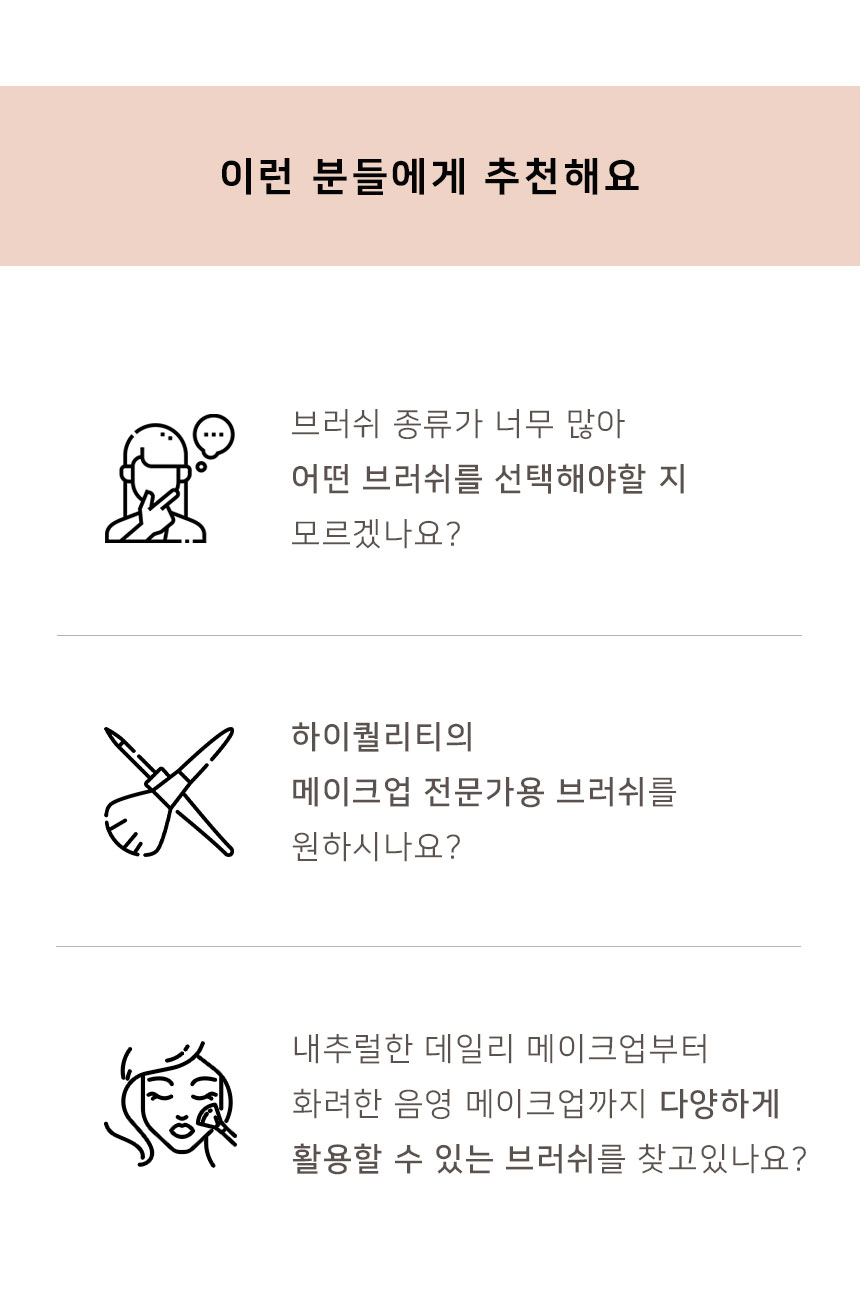 이런 분들에게 추천해요
브러쉬 종류가 너무 많아
어떤 브러쉬를 선택해야할 지
모르겠나요?
하이퀄리티의
메이크업 전문가용 브러쉬를
원하시나요?
내추럴한 데일리 메이크업부터
화려한 음영 메이크업까지 다양하게
활용할 수 있는 브러쉬를 찾고있나요?